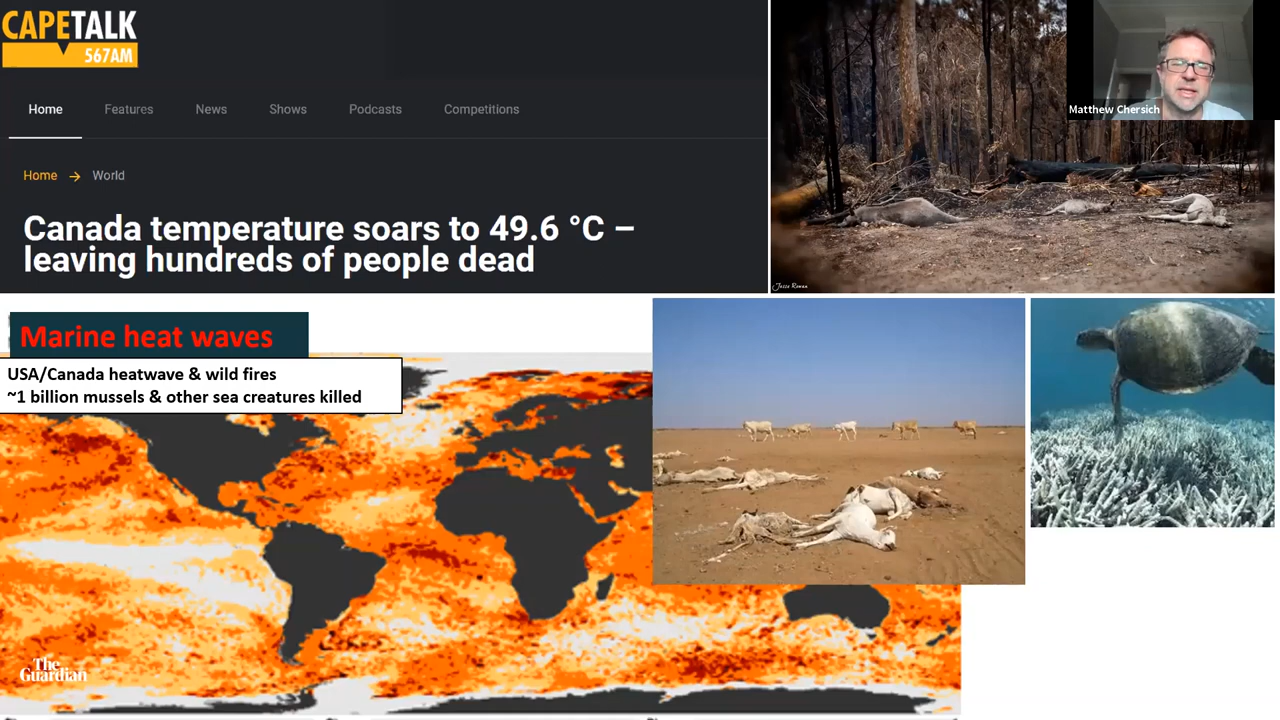 CAPETALK
567AM
Home Features News Shows Podcasts Competitions
Home → World
Canada temperature soars to 49.6 °C –
leaving hundreds of people dead
Matthew Chersich
Jesse Rowan
Marine heat waves
USA/Canada heatwave & wild fires
~1 billion mussels & other sea creatures killed
The
Guardian